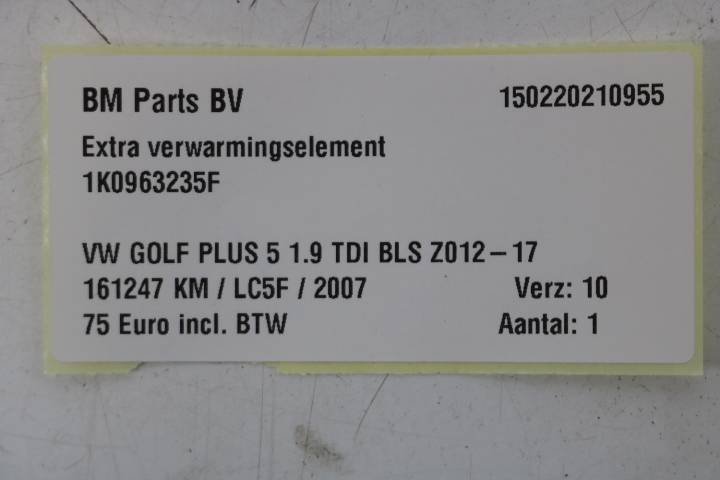 BM Parts BV 150220210955
Extra verwarmingselement
1K0963235F
VW GOLF PLUS 5 1.9 TDI BLS Z012-17
161247 KM / LC5F / 2007 Verz: 10
75 Euro incl. BTW Aantal: 1